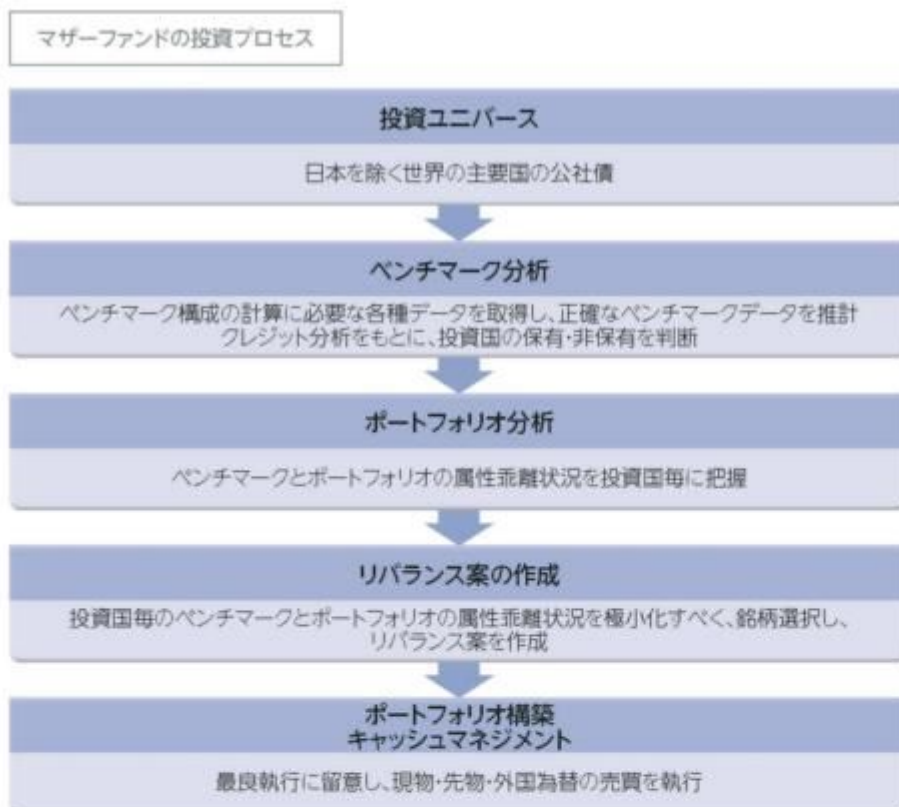 マザーファンドの投資プロセス
投資ユニバース
日本を除く世界の主要国の公社債
ベンチマーク分析
ベンチマーク構成の計算に必要な各種データを取得し、正確なベンチマークデータを推計
クレジット分析をもとに、投資国の保有・非保有を判断
ポートフォリオ分析
ベンチマークとポートフォリオの属性乖離状況を投資国毎に把握
リバランス案の作成
投資国毎のベンチマークとポートフォリオの属性乖離状況を極小化すべく、銘柄選択し、
リバランス案を作成
ポートフォリオ構築
キャッシュマネジメント
最良執行に留意し、現物・先物・外国為替の売買を執行